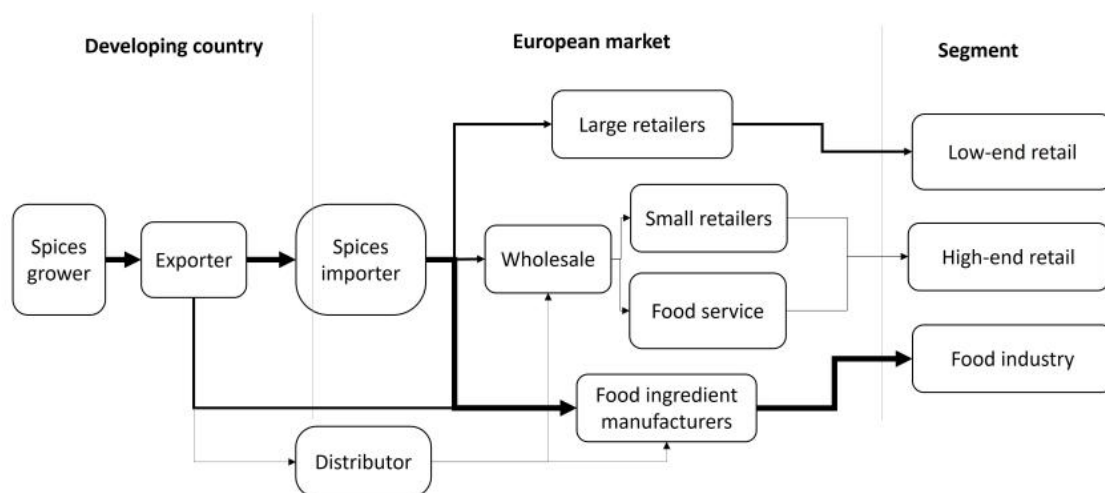 Developing country
European market
Segment
Large retailers
Low-end retail
Spices
grower
Exporter
Spices
importer
Wholesale
Small retailers
High-end retail
Food service
Food industry
Food ingredient
manufacturers
Distributor